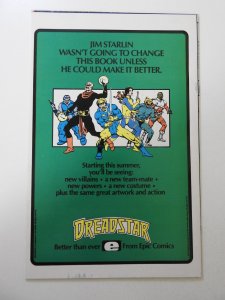 JIM STARLIN
WASN'T GOING TO CHANGE
THIS BOOK UNLESS
HE COULD MAKE IT BETTER.
Starting this summer,
you'll be seeing:
new villains + a new team-mate +
new powers + a new costume +
plus the same great artwork and action
DREADSTAR
Better than ever e From Epic Comics